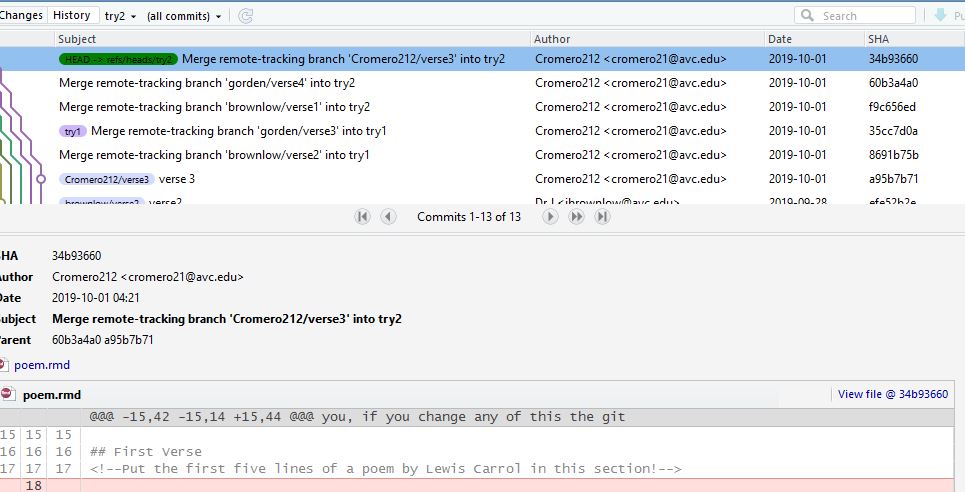 Changes History try2 (all commits) Search Pu
Subject Author Date SHA
HEAD -> refs/heads/try2 Merge remote-tracking branch 'Cromero212/verse3' into try2 Cromero212 <cromero21@avc.edu> 2019-10-01 34b93660
Merge remote-tracking branch 'gorden/verse4' into try2 Cromero212 <cromero21@avc.edu> 2019-10-01 60b3a4a0
Merge remote-tracking branch 'brownlow/verse1' into try2 Cromero212 <cromero21@avc.edu> 2019-10-01 f9c656ed
try1 Merge remote-tracking branch 'gorden/verse3' into try1 Cromero212 <cromero21@avc.edu> 2019-10-01 35cc7d0a
Merge remote-tracking branch 'brownlow/verse2' into try1 Cromero212 <cromero21@avc.edu> 2019-10-01 8691b75b
Cromero212/verse3 verse 3 Cromero212 <cromero21@avc.edu> 2019-10-01 a95b7b71
brownlow/verse2 verse2 Dr J <jbrownlow@avc.edu> 2019-09-28 efe52b2e
Commits 1-13 of 13
SHA 34b93660
Author Cromero212 <cromero21@avc.edu>
Date 2019-10-01 04:21
Subject Merge remote-tracking branch 'Cromero212/verse3' into try2
Parent 60b3a4a0 a95b7b71
poem.rmd
poem.rmd View file @ 34b93660
@@@ -15,42 -15,14 +15,44 @@@ you, if you change any of this the git
15 15 15
16 16 16 ## First Verse
17 17 17 <!--Put the first five lines of a poem by Lewis Carrol in this section!-->
18